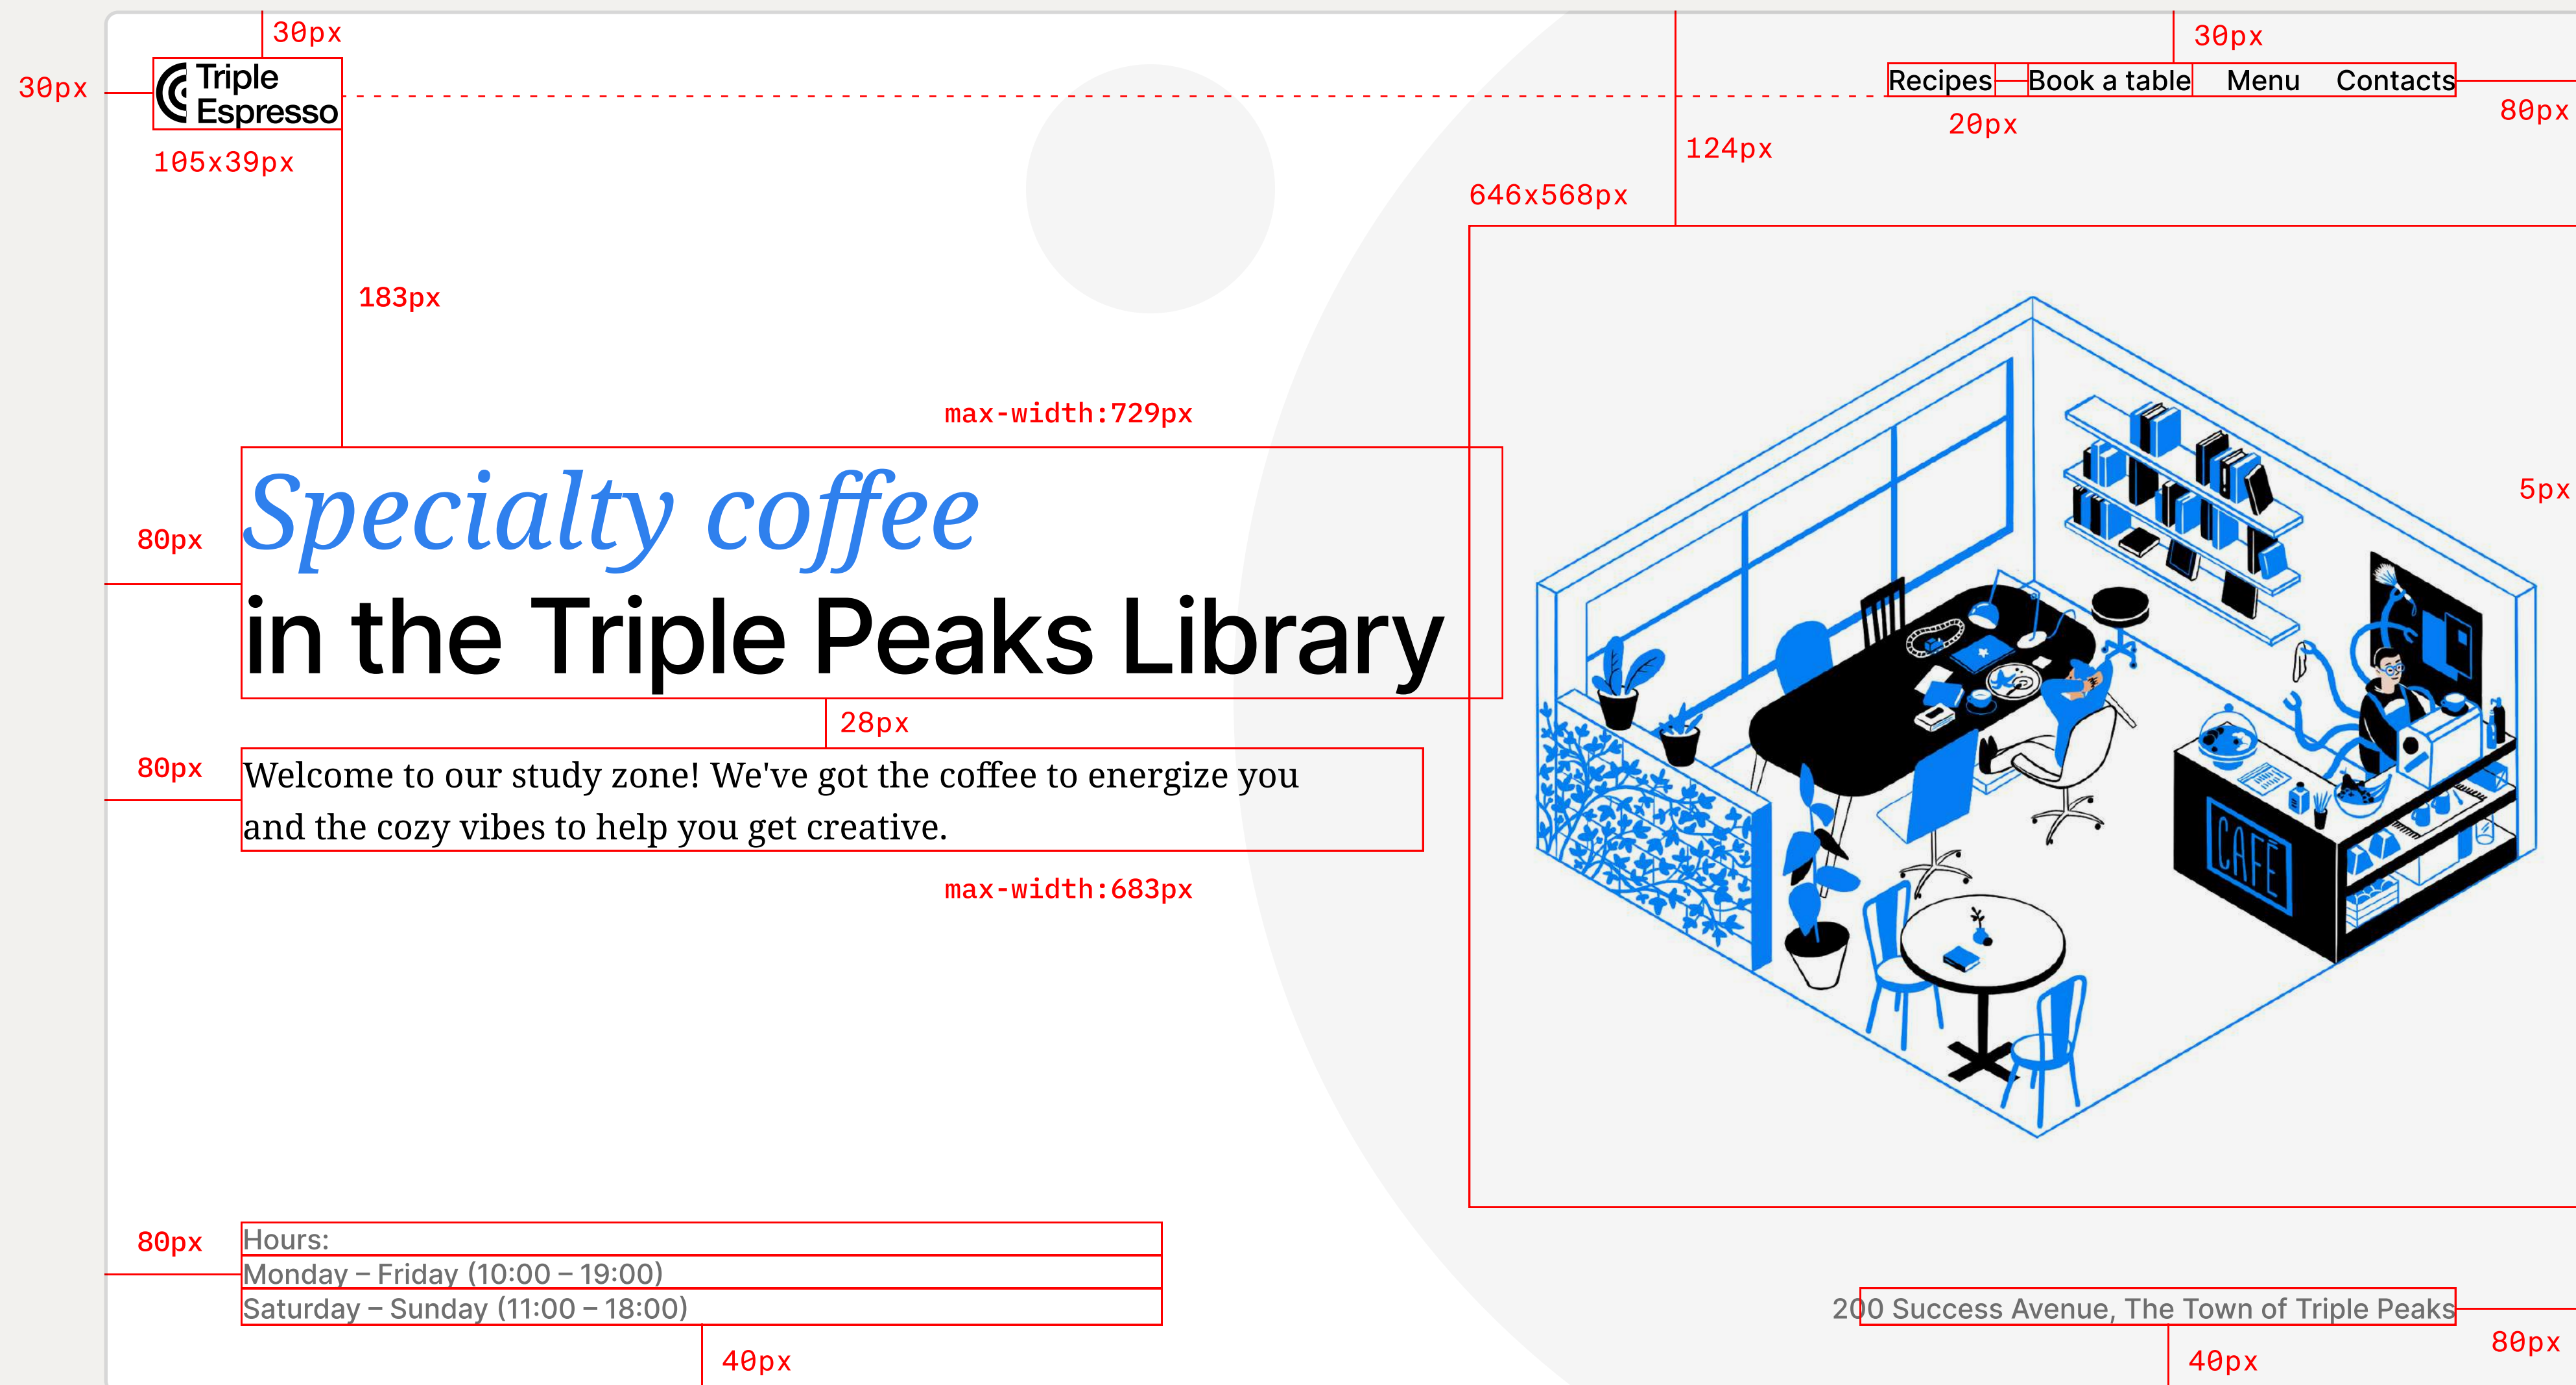 30px
30px
30px
Triple
Espresso
Recipes
Book a table
Menu
Contacts
80px
20px
105x39px
124px
646x568px
183px
max-width:729px
5px
Specialty coffee
80px
in the Triple Peaks Library
28px
80px
Welcome to our study zone! We've got the coffee to energize you
and the cozy vibes to help you get creative.
max-width:683px
CAFÉ
80px
Hours:
Monday – Friday (10:00 – 19:00)
Saturday – Sunday (11:00 – 18:00)
200 Success Avenue, The Town of Triple Peaks
80px
40px
40px